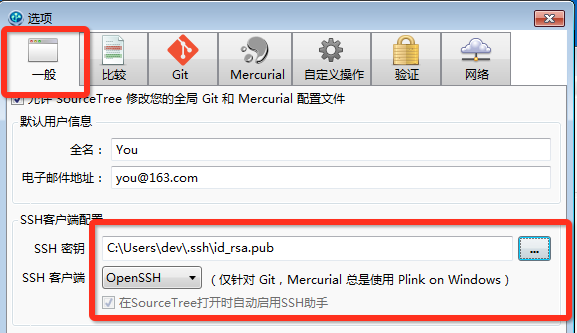 选项
一般 比较 Git Mercurial 自定义操作 验证 网络
允许 SourceTree 修改您的全局 Git 和 Mercurial 配置文件
默认用户信息
全名： You
电子邮件地址： you@163.com
SSH客户端配置
SSH 密钥 C:\Users\dev\.ssh\id_rsa.pub ...
SSH 客户端： OpenSSH （仅针对 Git，Mercurial 总是使用 Plink on Windows）
在SourceTree打开时自动启用SSH助手